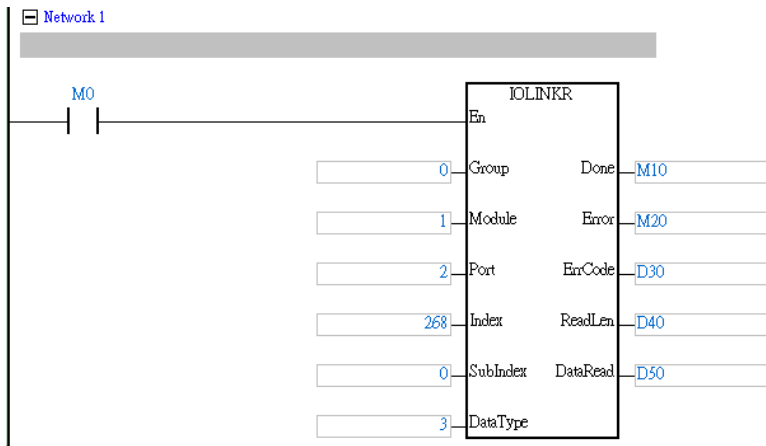 Network 1
M0
IOLINKR
En
0 Group Done M10
1 Module Error M20
2 Port ErrCode D30
268 Index ReadLen D40
0 SubIndex DataRead D50
3 DataType